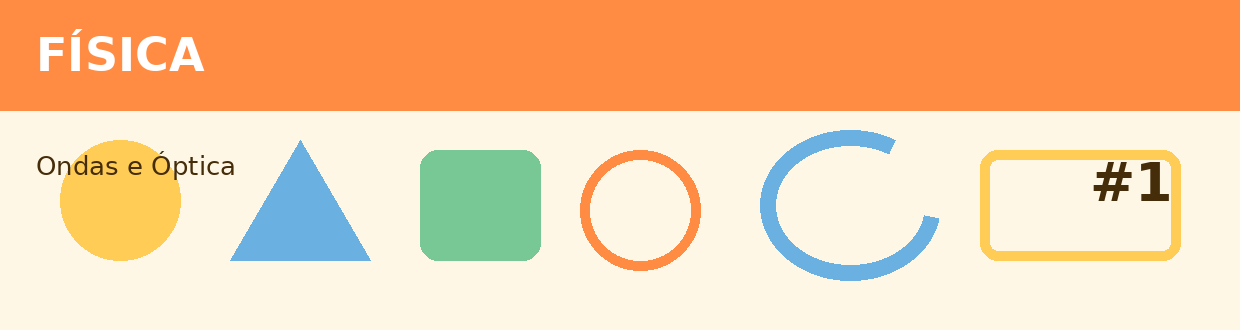 FÍSICA
Ondas e Óptica
#1